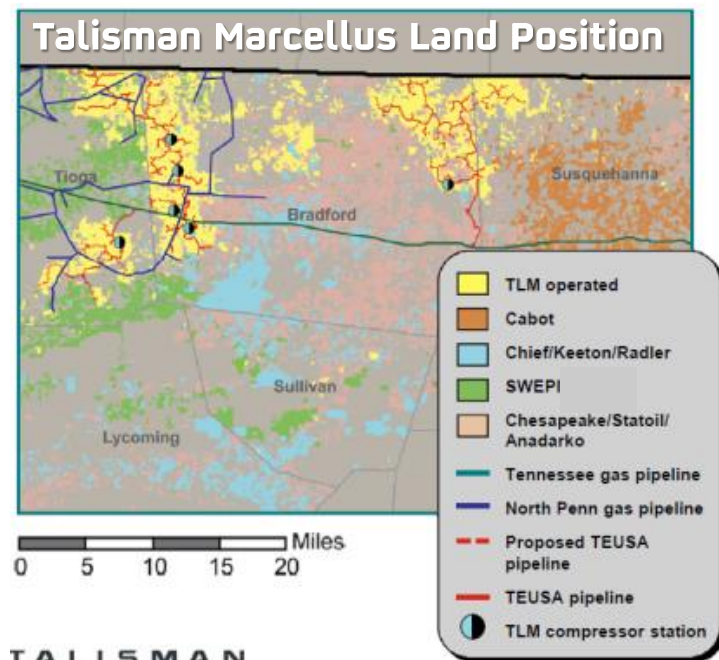 Talisman Marcellus Land Position
Tioga
Susquehanna
Bradford
Sullivan
Lycoming
TLM operated
Cabot
Chief/Keeton/Radler
SWEPI
Chesapeake/Statoil/
Anadarko
Tennessee gas pipeline
North Penn gas pipeline
Proposed TEUSA
pipeline
TEUSA pipeline
TLM compressor station
Miles
0 5 10 15 20
TALISMAN